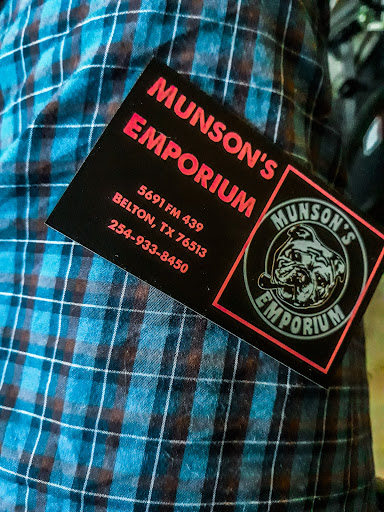 MUNSON'S
EMPORIUM
5691 FM 439
BELTON, TX 76513
254-933-8450
MUNSON'S
EMPORIUM